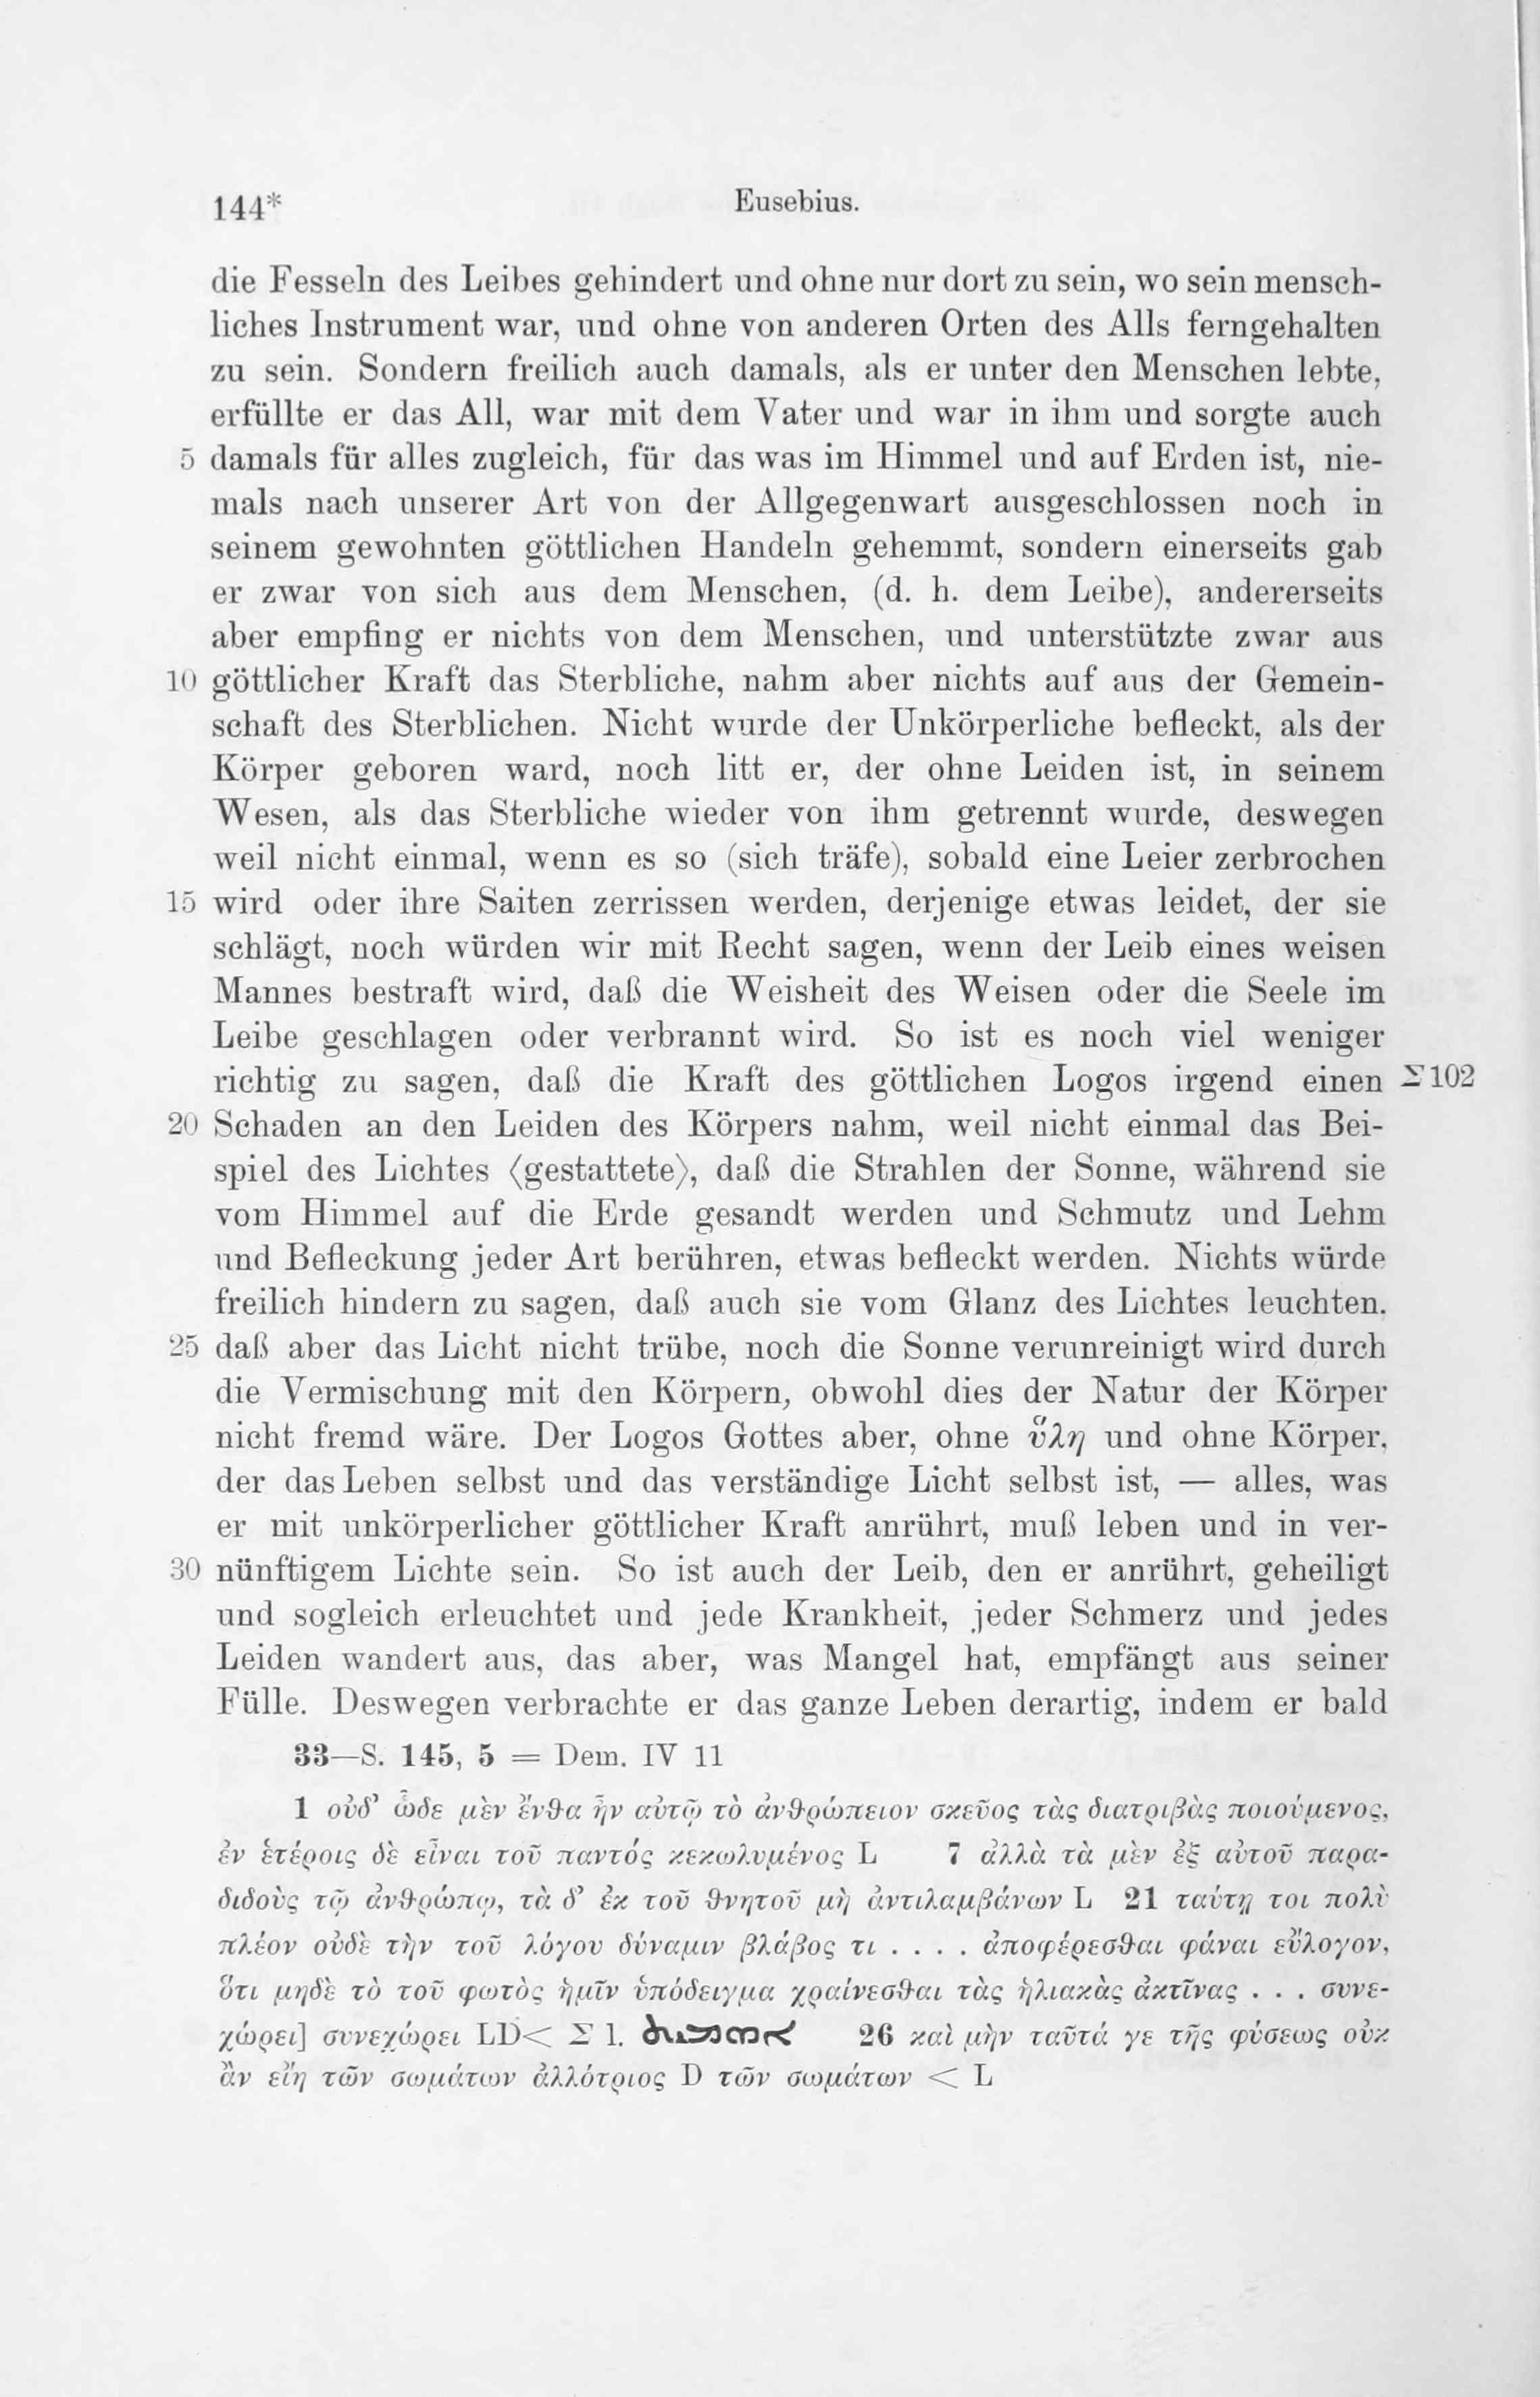 144* Eusebius.
die Fesseln des Leibes gehindert und ohne nur dort zu sein, wo sein mensch-
liches Instrument war, und ohne von anderen Orten des Alls ferngehalten
zu sein. Sondern freilich auch damals, als er unter den Menschen lebte,
erfüllte er das All, war mit dem Vater und war in ihm und sorgte auch
5 damals für alles zugleich, für das was im Himmel und auf Erden ist, nie-
mals nach unserer Art von der Allgegenwart ausgeschlossen noch in
seinem gewohnten göttlichen Handeln gehemmt, sondern einerseits gab
er zwar von sich aus dem Menschen, (d. h. dem Leibe), andererseits
aber empfing er nichts von dem Menschen, und unterstützte zwar aus
10 göttlicher Kraft das Sterbliche, nahm aber nichts auf aus der Gemein-
schaft des Sterblichen. Nicht wurde der Unkörperliche befleckt, als der
Körper geboren ward, noch litt er, der ohne Leiden ist, in seinem
Wesen, als das Sterbliche wieder von ihm getrennt wurde, deswegen
weil nicht einmal, wenn es so (sich träfe), sobald eine Leier zerbrochen
15 wird oder ihre Saiten zerrissen werden, derjenige etwas leidet, der sie
schlägt, noch würden wir mit Recht sagen, wenn der Leib eines weisen
Mannes bestraft wird, daß die Weisheit des Weisen oder die Seele im
Leibe geschlagen oder verbrannt wird. So ist es noch viel weniger
richtig zu sagen, daß die Kraft des göttlichen Logos irgend einen Σ 102
20 Schaden an den Leiden des Körpers nahm, weil nicht einmal das Bei-
spiel des Lichtes ⟨gestattete⟩, daß die Strahlen der Sonne, während sie
vom Himmel auf die Erde gesandt werden und Schmutz und Lehm
und Befleckung jeder Art berühren, etwas befleckt werden. Nichts würde
freilich hindern zu sagen, daß auch sie vom Glanz des Lichtes leuchten,
25 daß aber das Licht nicht trübe, noch die Sonne verunreinigt wird durch
die Vermischung mit den Körpern, obwohl dies der Natur der Körper
nicht fremd wäre. Der Logos Gottes aber, ohne ὕλη und ohne Körper,
der das Leben selbst und das verständige Licht selbst ist, — alles, was
er mit unkörperlicher göttlicher Kraft anrührt, muß leben und in ver-
30 nünftigem Lichte sein. So ist auch der Leib, den er anrührt, geheiligt
und sogleich erleuchtet und jede Krankheit, jeder Schmerz und jedes
Leiden wandert aus, das aber, was Mangel hat, empfängt aus seiner
Fülle. Deswegen verbrachte er das ganze Leben derartig, indem er bald
33—S. 145, 5 = Dem. IV 11
1 οὐδ’ ὧδε μὲν ἔνθα ἦν αὐτῷ τὸ ἀνθρώπειον σκεῦος τὰς διατριβὰς ποιούμενος,
ἐν ἑτέροις δὲ εἶναι τοῦ παντός κεκωλυμένος L 7 ἀλλὰ τὰ μὲν ἐξ αὐτοῦ παρα-
διδοὺς τῷ ἀνθρώπῳ, τὰ δ’ ἐκ τοῦ θνητοῦ μὴ ἀντιλαμβάνων L 21 ταύτῃ τοι πολὺ
πλέον οὐδὲ τὴν τοῦ λόγου δύναμιν βλάβος τι . . . . ἀποφέρεσθαι φάναι εὔλογον,
ὅτι μηδὲ τὸ τοῦ φωτὸς ἡμῖν ὑπόδειγμα χραίνεσθαι τὰς ἡλιακὰς ἀκτῖνας . . . συνε-
χώρει] συνεχώρει LD< Σ l. 26 καὶ μὴν ταῦτά γε τῆς φύσεως οὐκ
ἂν εἴη τῶν σωμάτων ἀλλότριος D τῶν σωμάτων < L